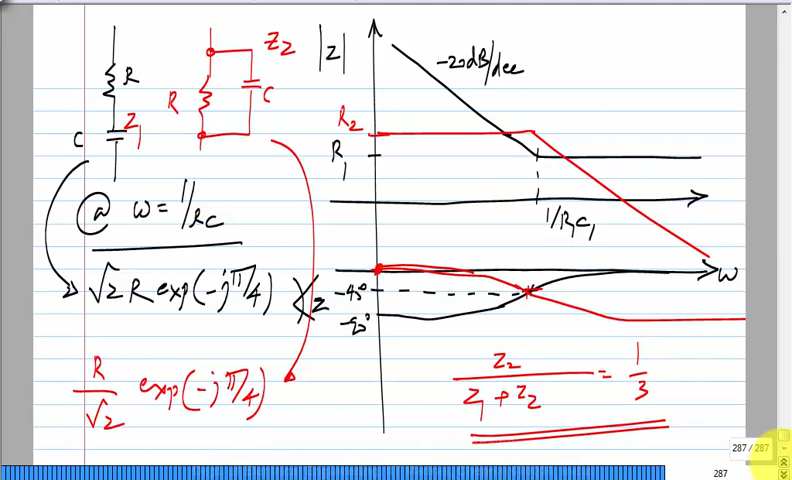 R
C
Z1
Z2
R
C
@ ω = 1/RC
√2 R exp(-jπ/4)
R/√2 exp(-jπ/4)
|Z|
-20dB/dec
R2
R1
1/R1C1
ω
∠Z
-45°
-90°
Z2/(Z1+Z2) = 1/3
287 / 287
287